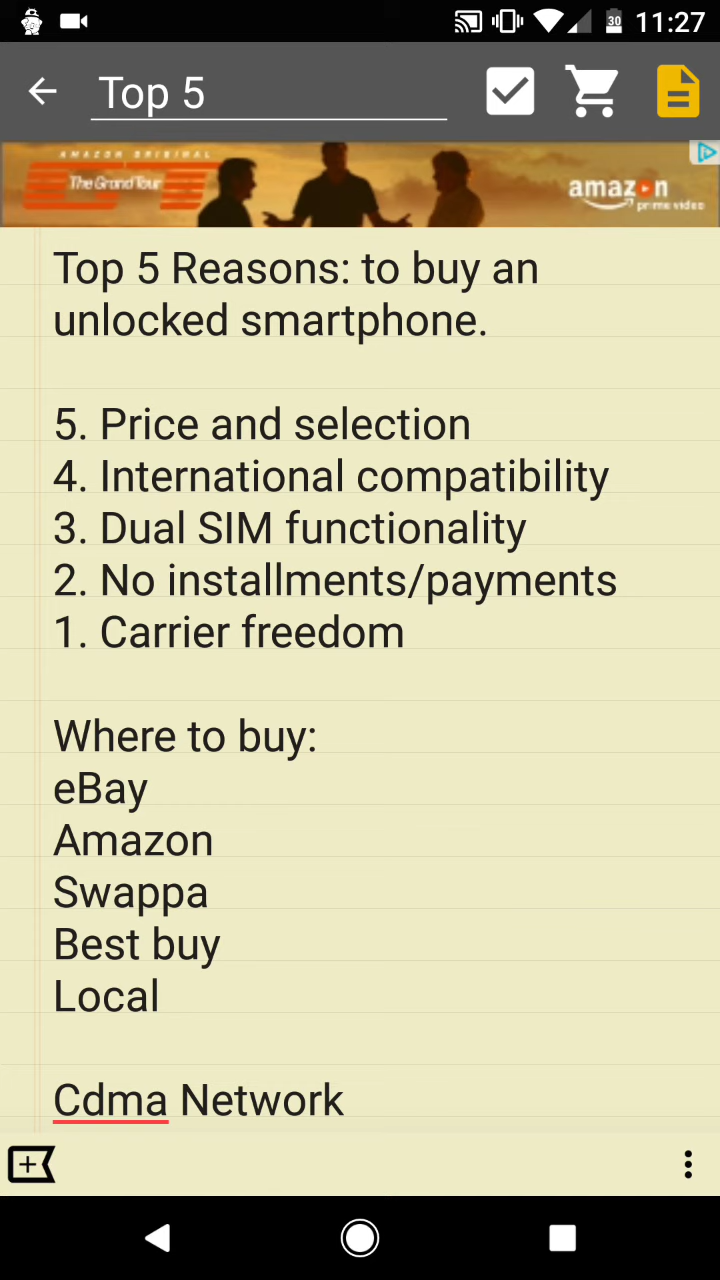 30 11:27
Top 5
AMAZON ORIGINAL
The Grand Tour
amazon
prime video
Top 5 Reasons: to buy an
unlocked smartphone.
5. Price and selection
4. International compatibility
3. Dual SIM functionality
2. No installments/payments
1. Carrier freedom
Where to buy:
eBay
Amazon
Swappa
Best buy
Local
Cdma Network